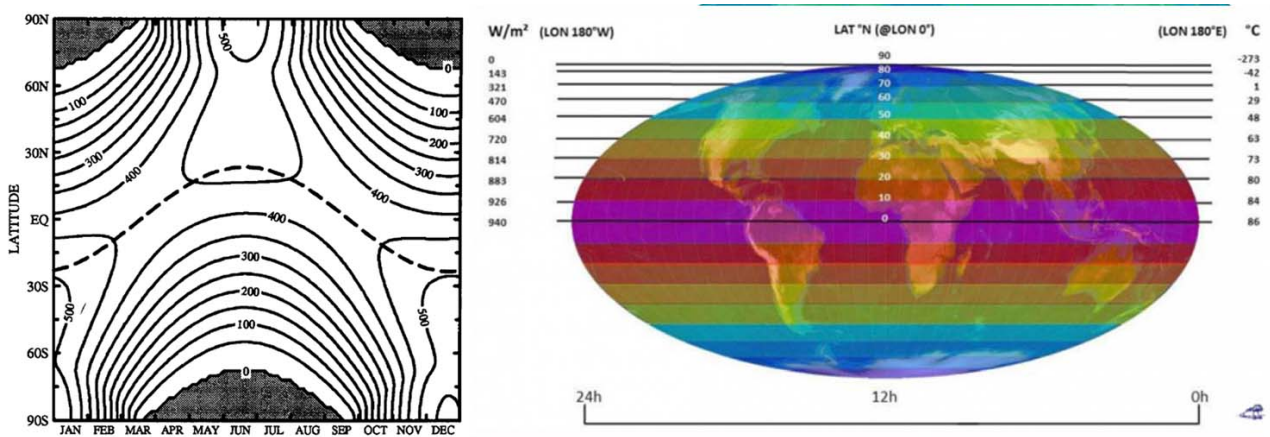 90N
60N
30N
EQ
30S
60S
90S
LATITUDE
500
0
100
100
200
300
300
400
400
400
300
200
100
0
500
500
JAN FEB MAR APR MAY JUN JUL AUG SEP OCT NOV DEC
W/m² (LON 180°W) LAT °N (@LON 0°) (LON 180°E) °C
0 90 -273
143 80 -42
321 70 1
470 60 29
604 50 48
720 40 63
814 30 73
883 20 80
926 10 84
940 0 86
24h 12h 0h